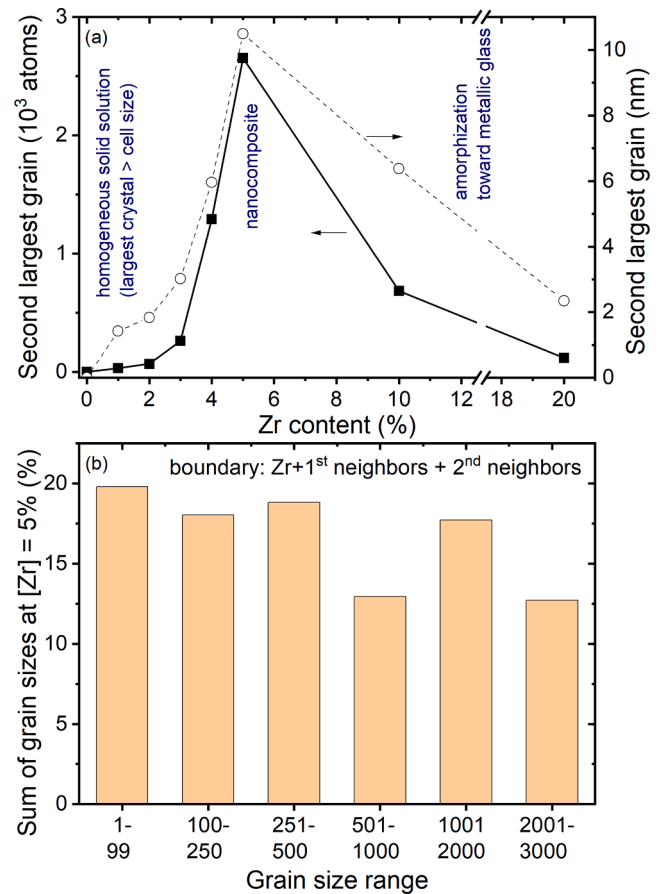 (a)
Second largest grain (10³ atoms)
3
2
1
0
homogeneous solid solution
(largest crystal > cell size)
nanocomposite
amorphization
toward metallic glass
10
8
6
4
2
0
Second largest grain (nm)
0 2 4 6 8 10 12 18 20
Zr content (%)
(b)
boundary: Zr+1ˢᵗ neighbors + 2ⁿᵈ neighbors
Sum of grain sizes at [Zr] = 5% (%)
20
15
10
5
0
1- 100- 251- 501- 1001 2001-
99 250 500 1000 2000 3000
Grain size range